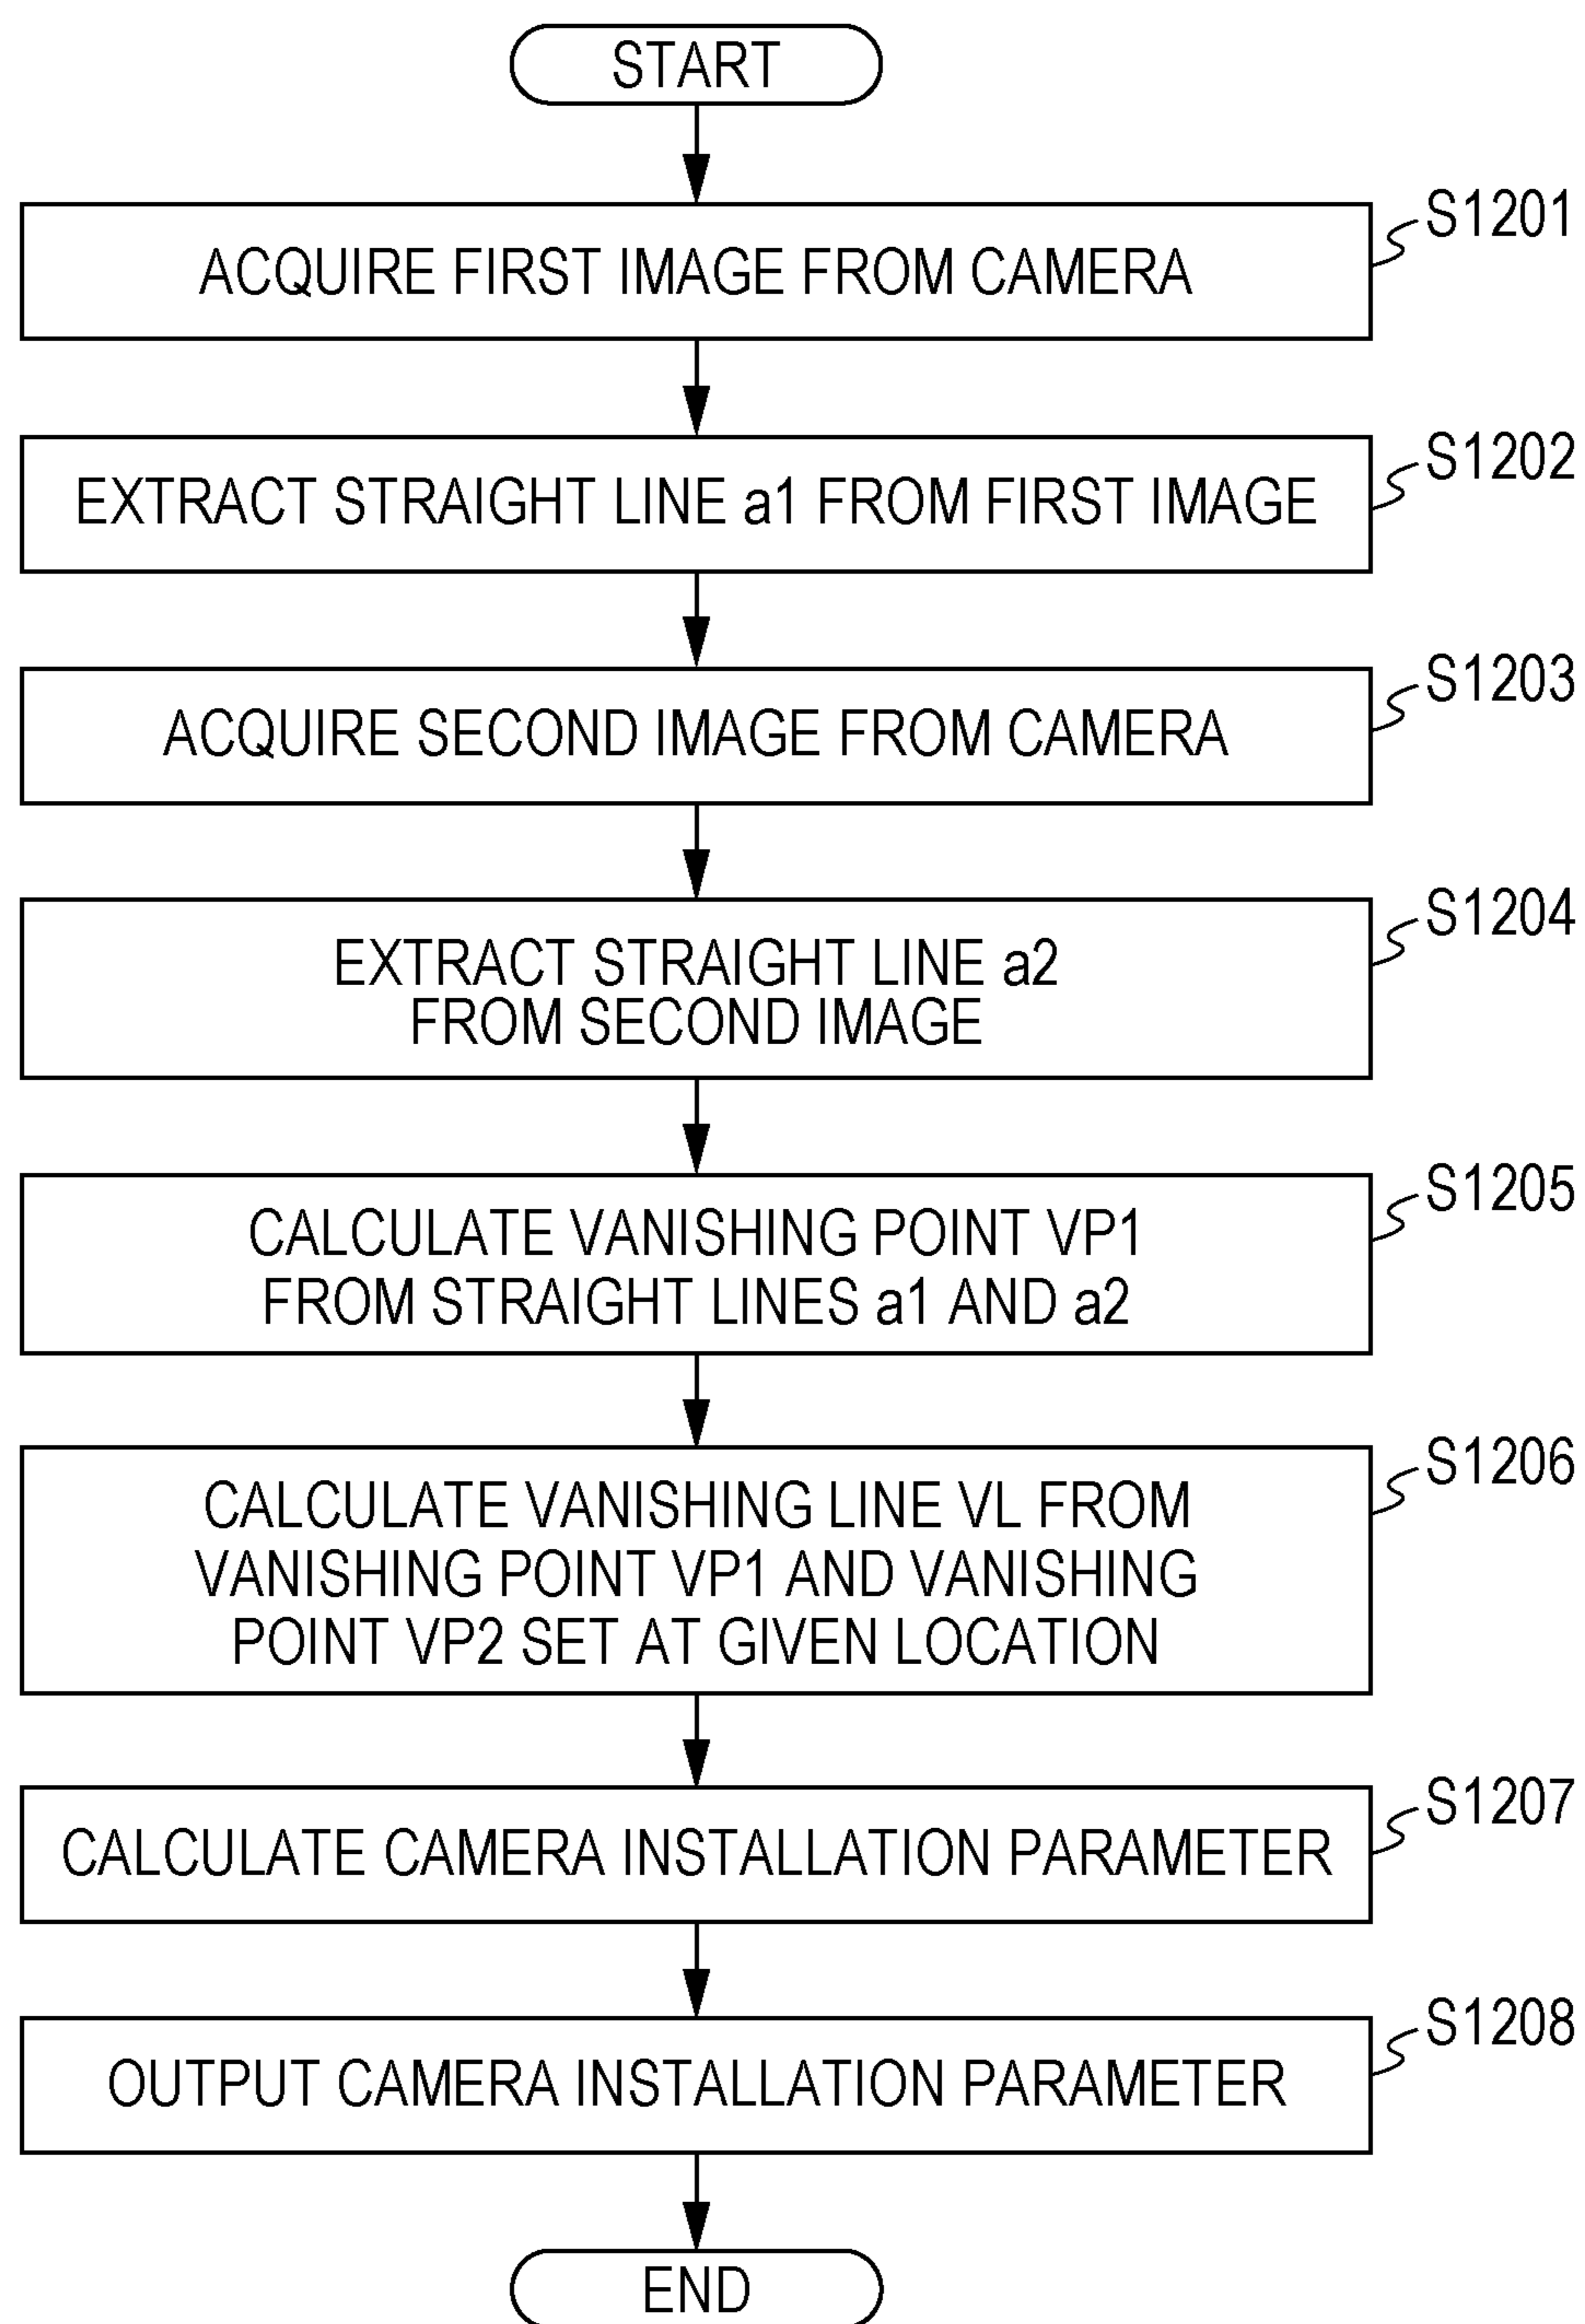 START
ACQUIRE FIRST IMAGE FROM CAMERA
S1201
EXTRACT STRAIGHT LINE a1 FROM FIRST IMAGE
S1202
ACQUIRE SECOND IMAGE FROM CAMERA
S1203
EXTRACT STRAIGHT LINE a2
FROM SECOND IMAGE
S1204
CALCULATE VANISHING POINT VP1
FROM STRAIGHT LINES a1 AND a2
S1205
CALCULATE VANISHING LINE VL FROM
VANISHING POINT VP1 AND VANISHING
POINT VP2 SET AT GIVEN LOCATION
S1206
CALCULATE CAMERA INSTALLATION PARAMETER
S1207
OUTPUT CAMERA INSTALLATION PARAMETER
S1208
END